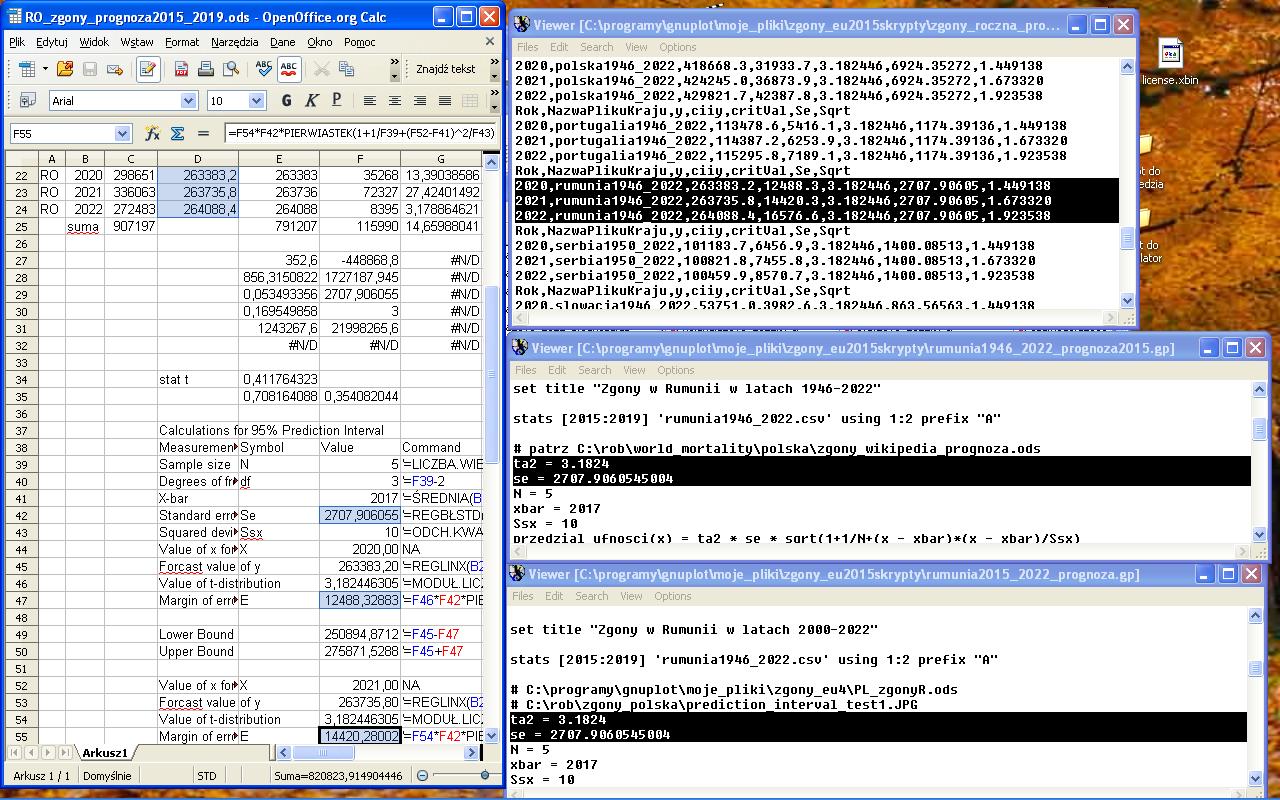 RO_zgony_prognoza2015_2019.ods - OpenOffice.org Calc
Plik Edytuj Widok Wstaw Format Narzędzia Dane Okno Pomoc
Znajdź tekst
Arial 10 G K P
F55 =F54*F42*PIERWIASTEK(1+1/F39+(F52-F41)^2/F43)
A B C D E F G
22 RO 2020 298651 263383,2 263383 35268 13,39038586
23 RO 2021 336063 263735,8 263736 72327 27,42401492
24 RO 2022 272483 264088,4 264088 8395 3,178864621
25 suma 907197 791207 115990 14,65988041
26
27 352,6 -448868,8 #N/D
28 856,3150822 1727187,945 #N/D
29 0,053493356 2707,906055 #N/D
30 0,169549858 3 #N/D
31 1243267,6 21998265,6 #N/D
32 #N/D #N/D #N/D
33
34 stat t 0,411764323
35 0,708164088 0,354082044
36
37 Calculations for 95% Prediction Interval
38 Measuremen Symbol Value Command
39 Sample size N 5 '=LICZBA.WIE
40 Degrees of fr df 3 '=F39-2
41 X-bar 2017 '=ŚREDNIA(B
42 Standard erro Se 2707,906055 '=REGBŁSTD(
43 Squared devi Ssx 10 '=ODCH.KWA
44 Value of x for X 2020,00 NA
45 Forcast value of y 263383,20 '=REGLINX(B2
46 Value of t-distribution 3,182446305 '=MODUŁ.LIC
47 Margin of erro E 12488,32883 '=F46*F42*PIE
48
49 Lower Bound 250894,8712 '=F45-F47
50 Upper Bound 275871,5288 '=F45+F47
51
52 Value of x for X 2021,00 NA
53 Forcast value of y 263735,80 '=REGLINX(B2
54 Value of t-distribution 3,182446305 '=MODUŁ.LIC
55 Margin of erro E 14420,28002 '=F54*F42*PIE
Arkusz1
Arkusz 1 / 1 Domyślnie STD Suma=820823,914904446
Viewer [C:\programy\gnuplot\moje_pliki\zgony_eu2015skrypty\zgony_roczna_pro...
Files Edit Search View Options
2020,polska1946_2022,418668.3,31933.7,3.182446,6924.35272,1.449138
2021,polska1946_2022,424245.0,36873.9,3.182446,6924.35272,1.673320
2022,polska1946_2022,429821.7,42387.8,3.182446,6924.35272,1.923538
Rok,NazwaPlikuKraju,y,ciiy,critVal,Se,Sqrt
2020,portugalia1946_2022,113478.6,5416.1,3.182446,1174.39136,1.449138
2021,portugalia1946_2022,114387.2,6253.9,3.182446,1174.39136,1.673320
2022,portugalia1946_2022,115295.8,7189.1,3.182446,1174.39136,1.923538
Rok,NazwaPlikuKraju,y,ciiy,critVal,Se,Sqrt
2020,rumunia1946_2022,263383.2,12488.3,3.182446,2707.90605,1.449138
2021,rumunia1946_2022,263735.8,14420.3,3.182446,2707.90605,1.673320
2022,rumunia1946_2022,264088.4,16576.6,3.182446,2707.90605,1.923538
Rok,NazwaPlikuKraju,y,ciiy,critVal,Se,Sqrt
2020,serbia1950_2022,101183.7,6456.9,3.182446,1400.08513,1.449138
2021,serbia1950_2022,100821.8,7455.8,3.182446,1400.08513,1.673320
2022,serbia1950_2022,100459.9,8570.7,3.182446,1400.08513,1.923538
Rok,NazwaPlikuKraju,y,ciiy,critVal,Se,Sqrt
2020,slowacja1946_2022,53751.0,3982.6,3.182446,863.56563,1.449138
Viewer [C:\programy\gnuplot\moje_pliki\zgony_eu2015skrypty\rumunia1946_2022_prognoza2015.gp]
Files Edit Search View Options
set title "Zgony w Rumunii w latach 1946-2022"
stats [2015:2019] 'rumunia1946_2022.csv' using 1:2 prefix "A"
# patrz C:\rob\world_mortality\polska\zgony_wikipedia_prognoza.ods
ta2 = 3.1824
se = 2707.9060545004
N = 5
xbar = 2017
Ssx = 10
przedzial_ufnosci(x) = ta2 * se * sqrt(1+1/N+(x - xbar)*(x - xbar)/Ssx)
Viewer [C:\programy\gnuplot\moje_pliki\zgony_eu2015skrypty\rumunia2015_2022_prognoza.gp]
Files Edit Search View Options
set title "Zgony w Rumunii w latach 2000-2022"
stats [2015:2019] 'rumunia1946_2022.csv' using 1:2 prefix "A"
# C:\programy\gnuplot\moje_pliki\zgony_eu4\PL_zgonyR.ods
# C:\rob\zgony_polska\prediction_interval_test1.JPG
ta2 = 3.1824
se = 2707.9060545004
N = 5
xbar = 2017
Ssx = 10
license.xbin
ót do
edzia
ót do
lator